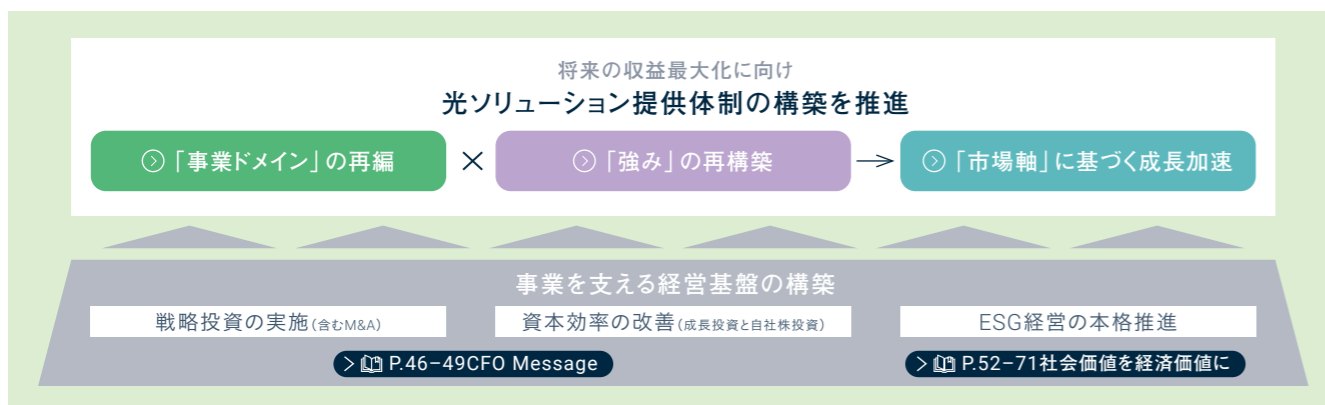 将来の収益最大化に向け
光ソリューション提供体制の構築を推進
「事業ドメイン」の再編 × 「強み」の再構築 → 「市場軸」に基づく成長加速
事業を支える経営基盤の構築
戦略投資の実施(含むM&A) 資本効率の改善(成長投資と自社株投資) ESG経営の本格推進
P.46–49CFO Message P.52–71社会価値を経済価値に